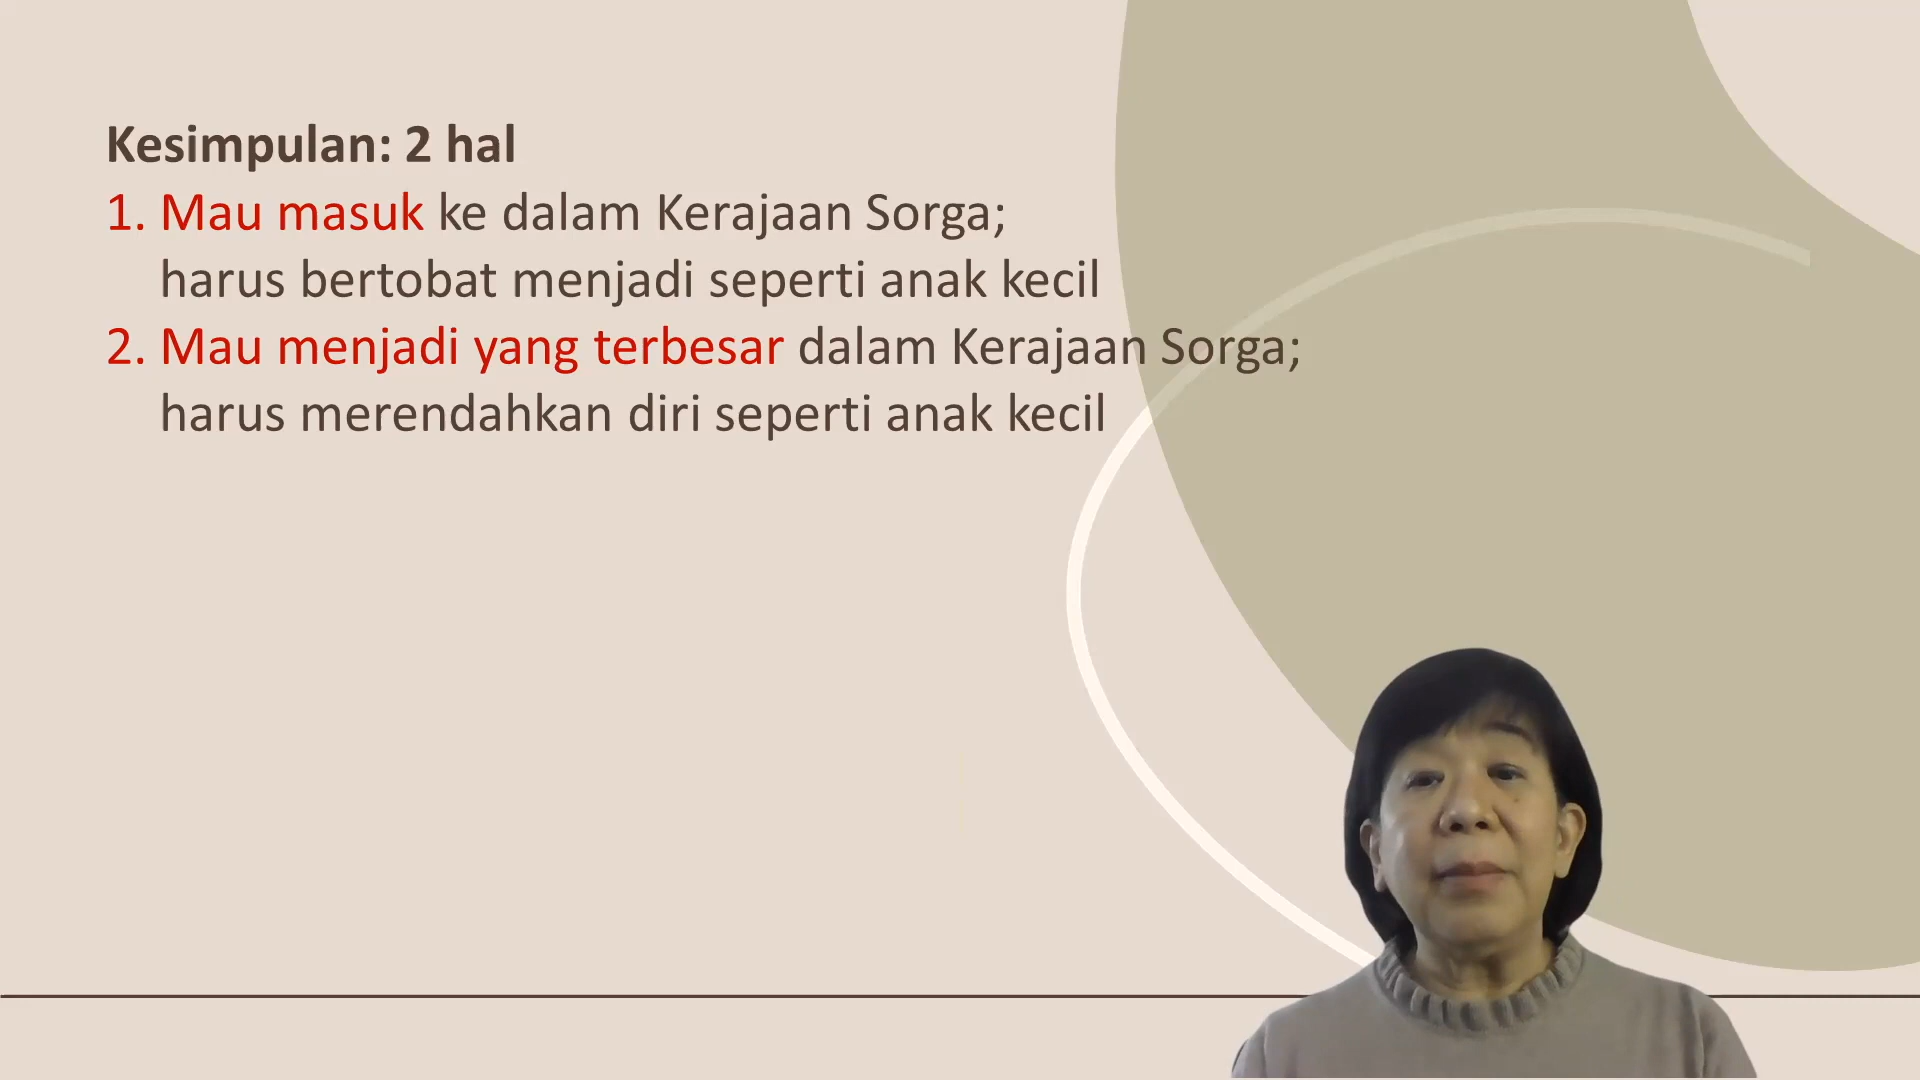 Kesimpulan: 2 hal
1. Mau masuk ke dalam Kerajaan Sorga;
harus bertobat menjadi seperti anak kecil
2. Mau menjadi yang terbesar dalam Kerajaan Sorga;
harus merendahkan diri seperti anak kecil